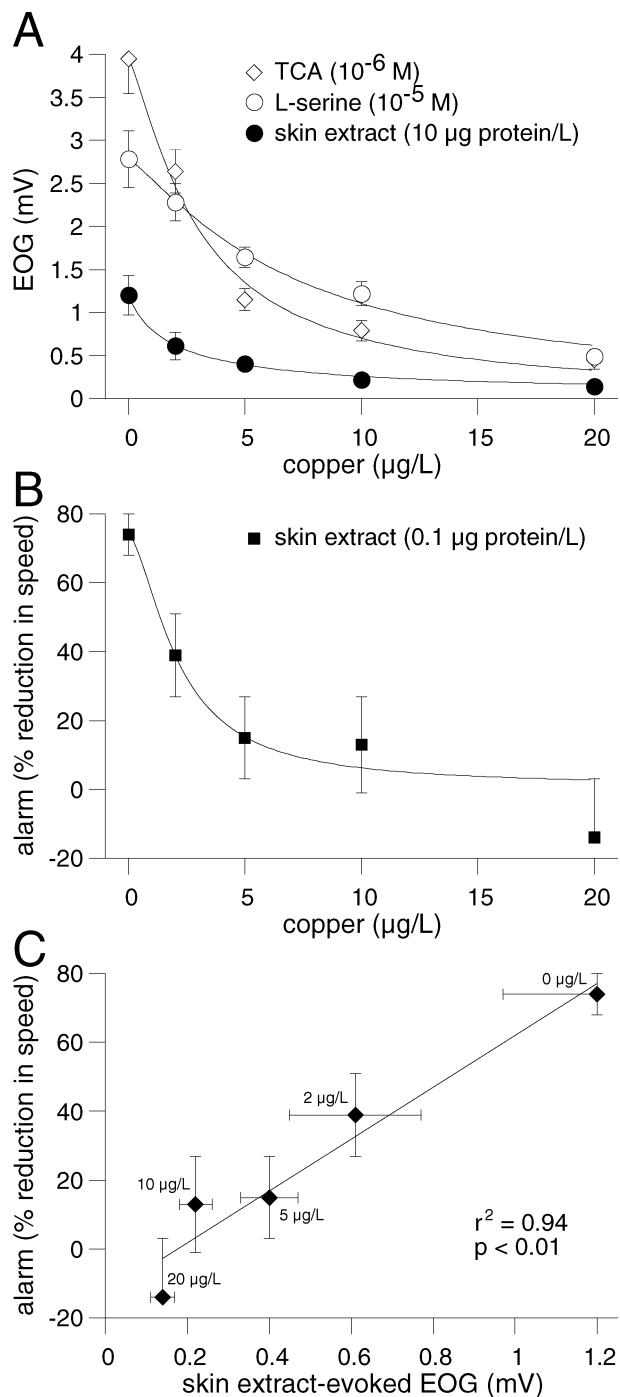 A
4
3.5
3
2.5
2
1.5
1
0.5
0
EOG (mV)
TCA (10-6 M)
L-serine (10-5 M)
skin extract (10 µg protein/L)
0 5 10 15 20
copper (µg/L)
B
80
60
40
20
0
-20
alarm (% reduction in speed)
skin extract (0.1 µg protein/L)
0 5 10 15 20
copper (µg/L)
C
80
60
40
20
0
-20
alarm (% reduction in speed)
0 µg/L
2 µg/L
10 µg/L
5 µg/L
20 µg/L
r2 = 0.94
p < 0.01
0 0.2 0.4 0.6 0.8 1 1.2
skin extract-evoked EOG (mV)